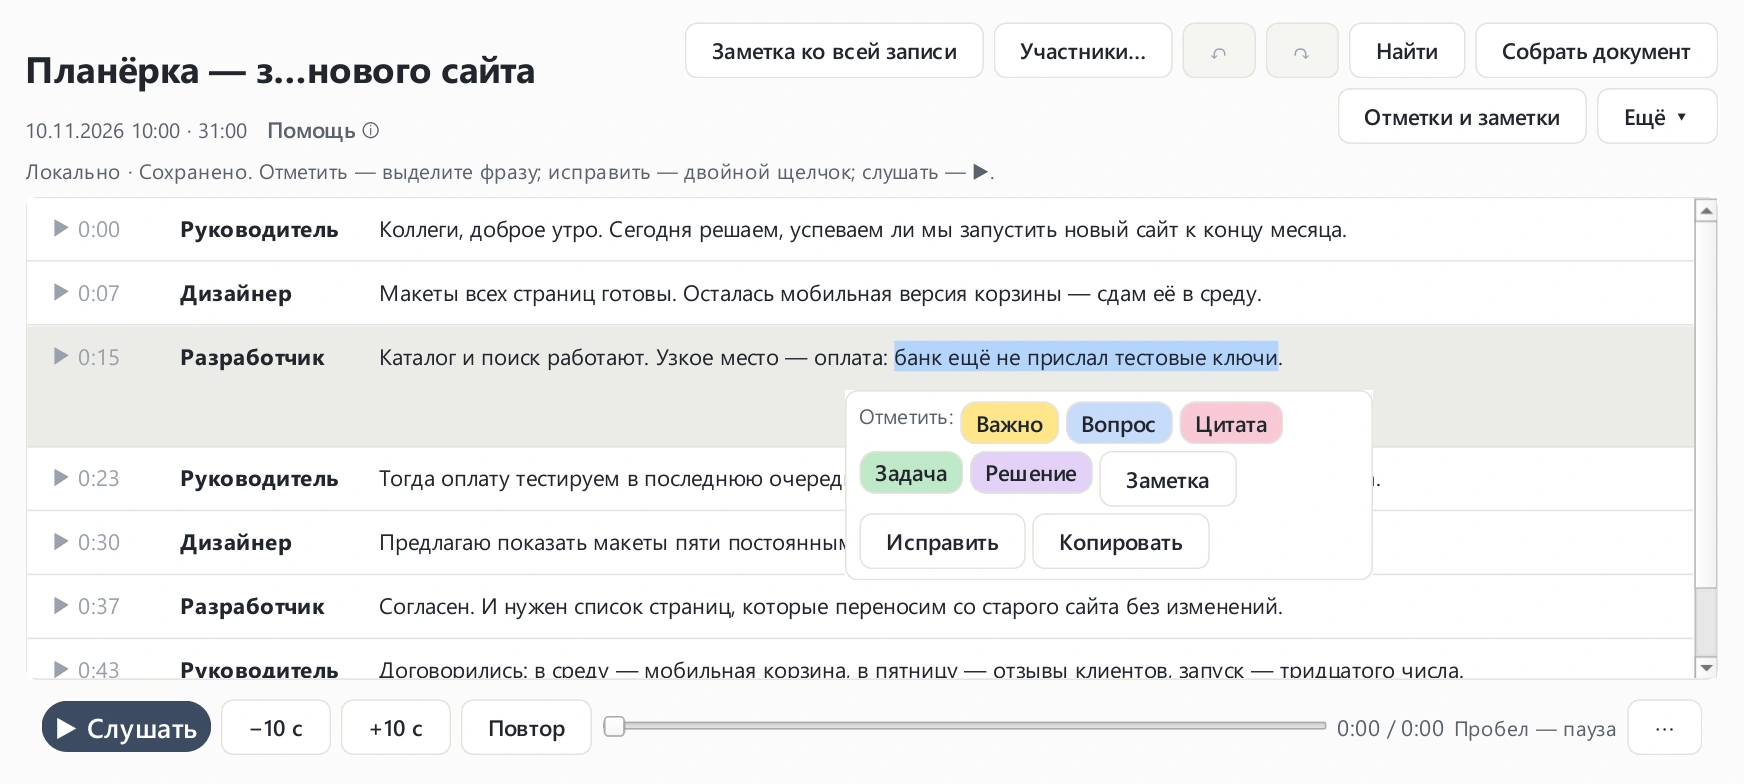 Заметка ко всей записи Участники... Найти Собрать документ
Планёрка — з...нового сайта
Отметки и заметки Ещё ▼
10.11.2026 10:00 · 31:00 Помощь ⓘ
Локально · Сохранено. Отметить — выделите фразу; исправить — двойной щелчок; слушать — ▶.
▶ 0:00 Руководитель Коллеги, доброе утро. Сегодня решаем, успеваем ли мы запустить новый сайт к концу месяца.
▶ 0:07 Дизайнер Макеты всех страниц готовы. Осталась мобильная версия корзины — сдам её в среду.
▶ 0:15 Разработчик Каталог и поиск работают. Узкое место — оплата: банк ещё не прислал тестовые ключи.
Отметить: Важно Вопрос Цитата
Задача Решение Заметка
Исправить Копировать
▶ 0:23 Руководитель Тогда оплату тестируем в последнюю
▶ 0:30 Дизайнер Предлагаю показать макеты пяти
▶ 0:37 Разработчик Согласен. И нужен список страниц, которые переносим со старого сайта без изменений.
▶ 0:43 Руководитель Договорились: в среду — мобильная корзина, в пятницу — отзывы клиентов, запуск — тридцатого числа.
▶ Слушать −10 с +10 с Повтор 0:00 / 0:00 Пробел — пауза ...